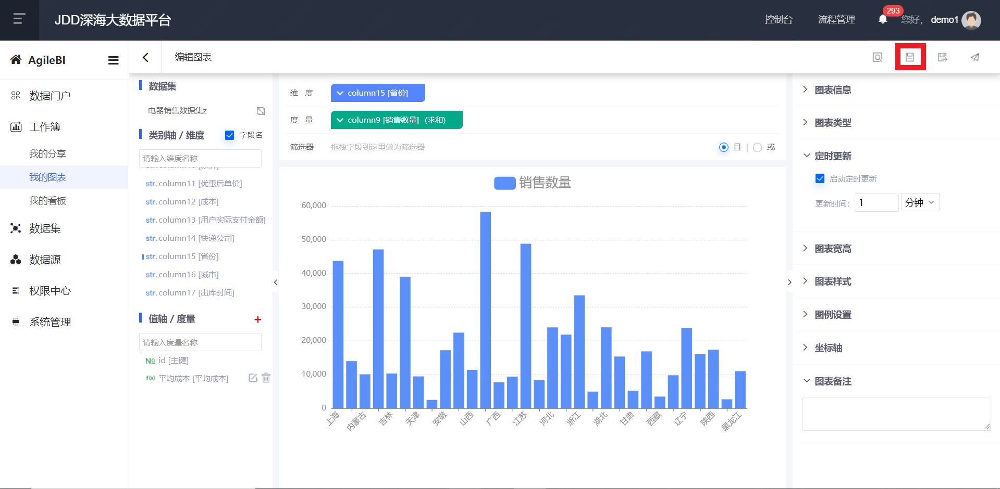 JDD深海大数据平台
控制台
流程管理
293
您好,
demo1
AgileBI
编辑图表
数据门户
工作簿
我的分享
我的图表
我的看板
数据集
数据源
权限中心
系统管理
数据集
电器销售数据集z
类别轴 / 维度
字段名
请输入维度名称
str. column11 [优惠后单价]
str. column12 [成本]
str. column13 [用户实际支付金额]
str. column14 [快递公司]
str. column15 [省份]
str. column16 [城市]
str. column17 [出库时间]
值轴 / 度量
请输入度量名称
№ id [主键]
f(x) 平均成本 [平均成本]
维 度
column15 [省份]
度 量
column9 [销售数量] (求和)
筛选器
拖拽字段到这里做为筛选器
且 | 或
销售数量
60,000
50,000
40,000
30,000
20,000
10,000
0
上海
内蒙古
吉林
天津
安徽
山西
广西
江苏
河北
浙江
湖北
甘肃
西藏
辽宁
陕西
黑龙江
图表信息
图表类型
定时更新
启动定时更新
更新时间:
1
分钟
图表宽高
图表样式
图例设置
坐标轴
图表备注